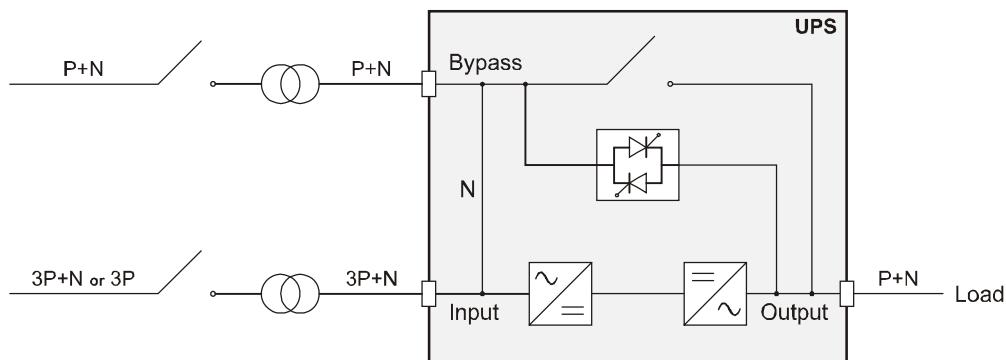 UPS
P+N
P+N
Bypass
N
3P+N or 3P
3P+N
Input
Output
P+N
Load